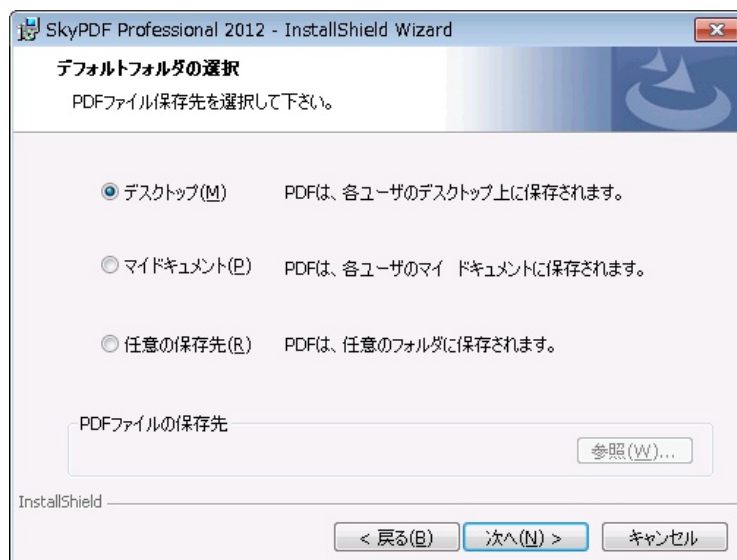 SkyPDF Professional 2012 - InstallShield Wizard
デフォルトフォルダの選択
PDFファイル保存先を選択して下さい。
デスクトップ(M) PDFは、各ユーザのデスクトップ上に保存されます。
マイドキュメント(P) PDFは、各ユーザのマイ ドキュメントに保存されます。
任意の保存先(R) PDFは、任意のフォルダに保存されます。
PDFファイルの保存先
参照(W)...
InstallShield
< 戻る(B) 次へ(N) > キャンセル